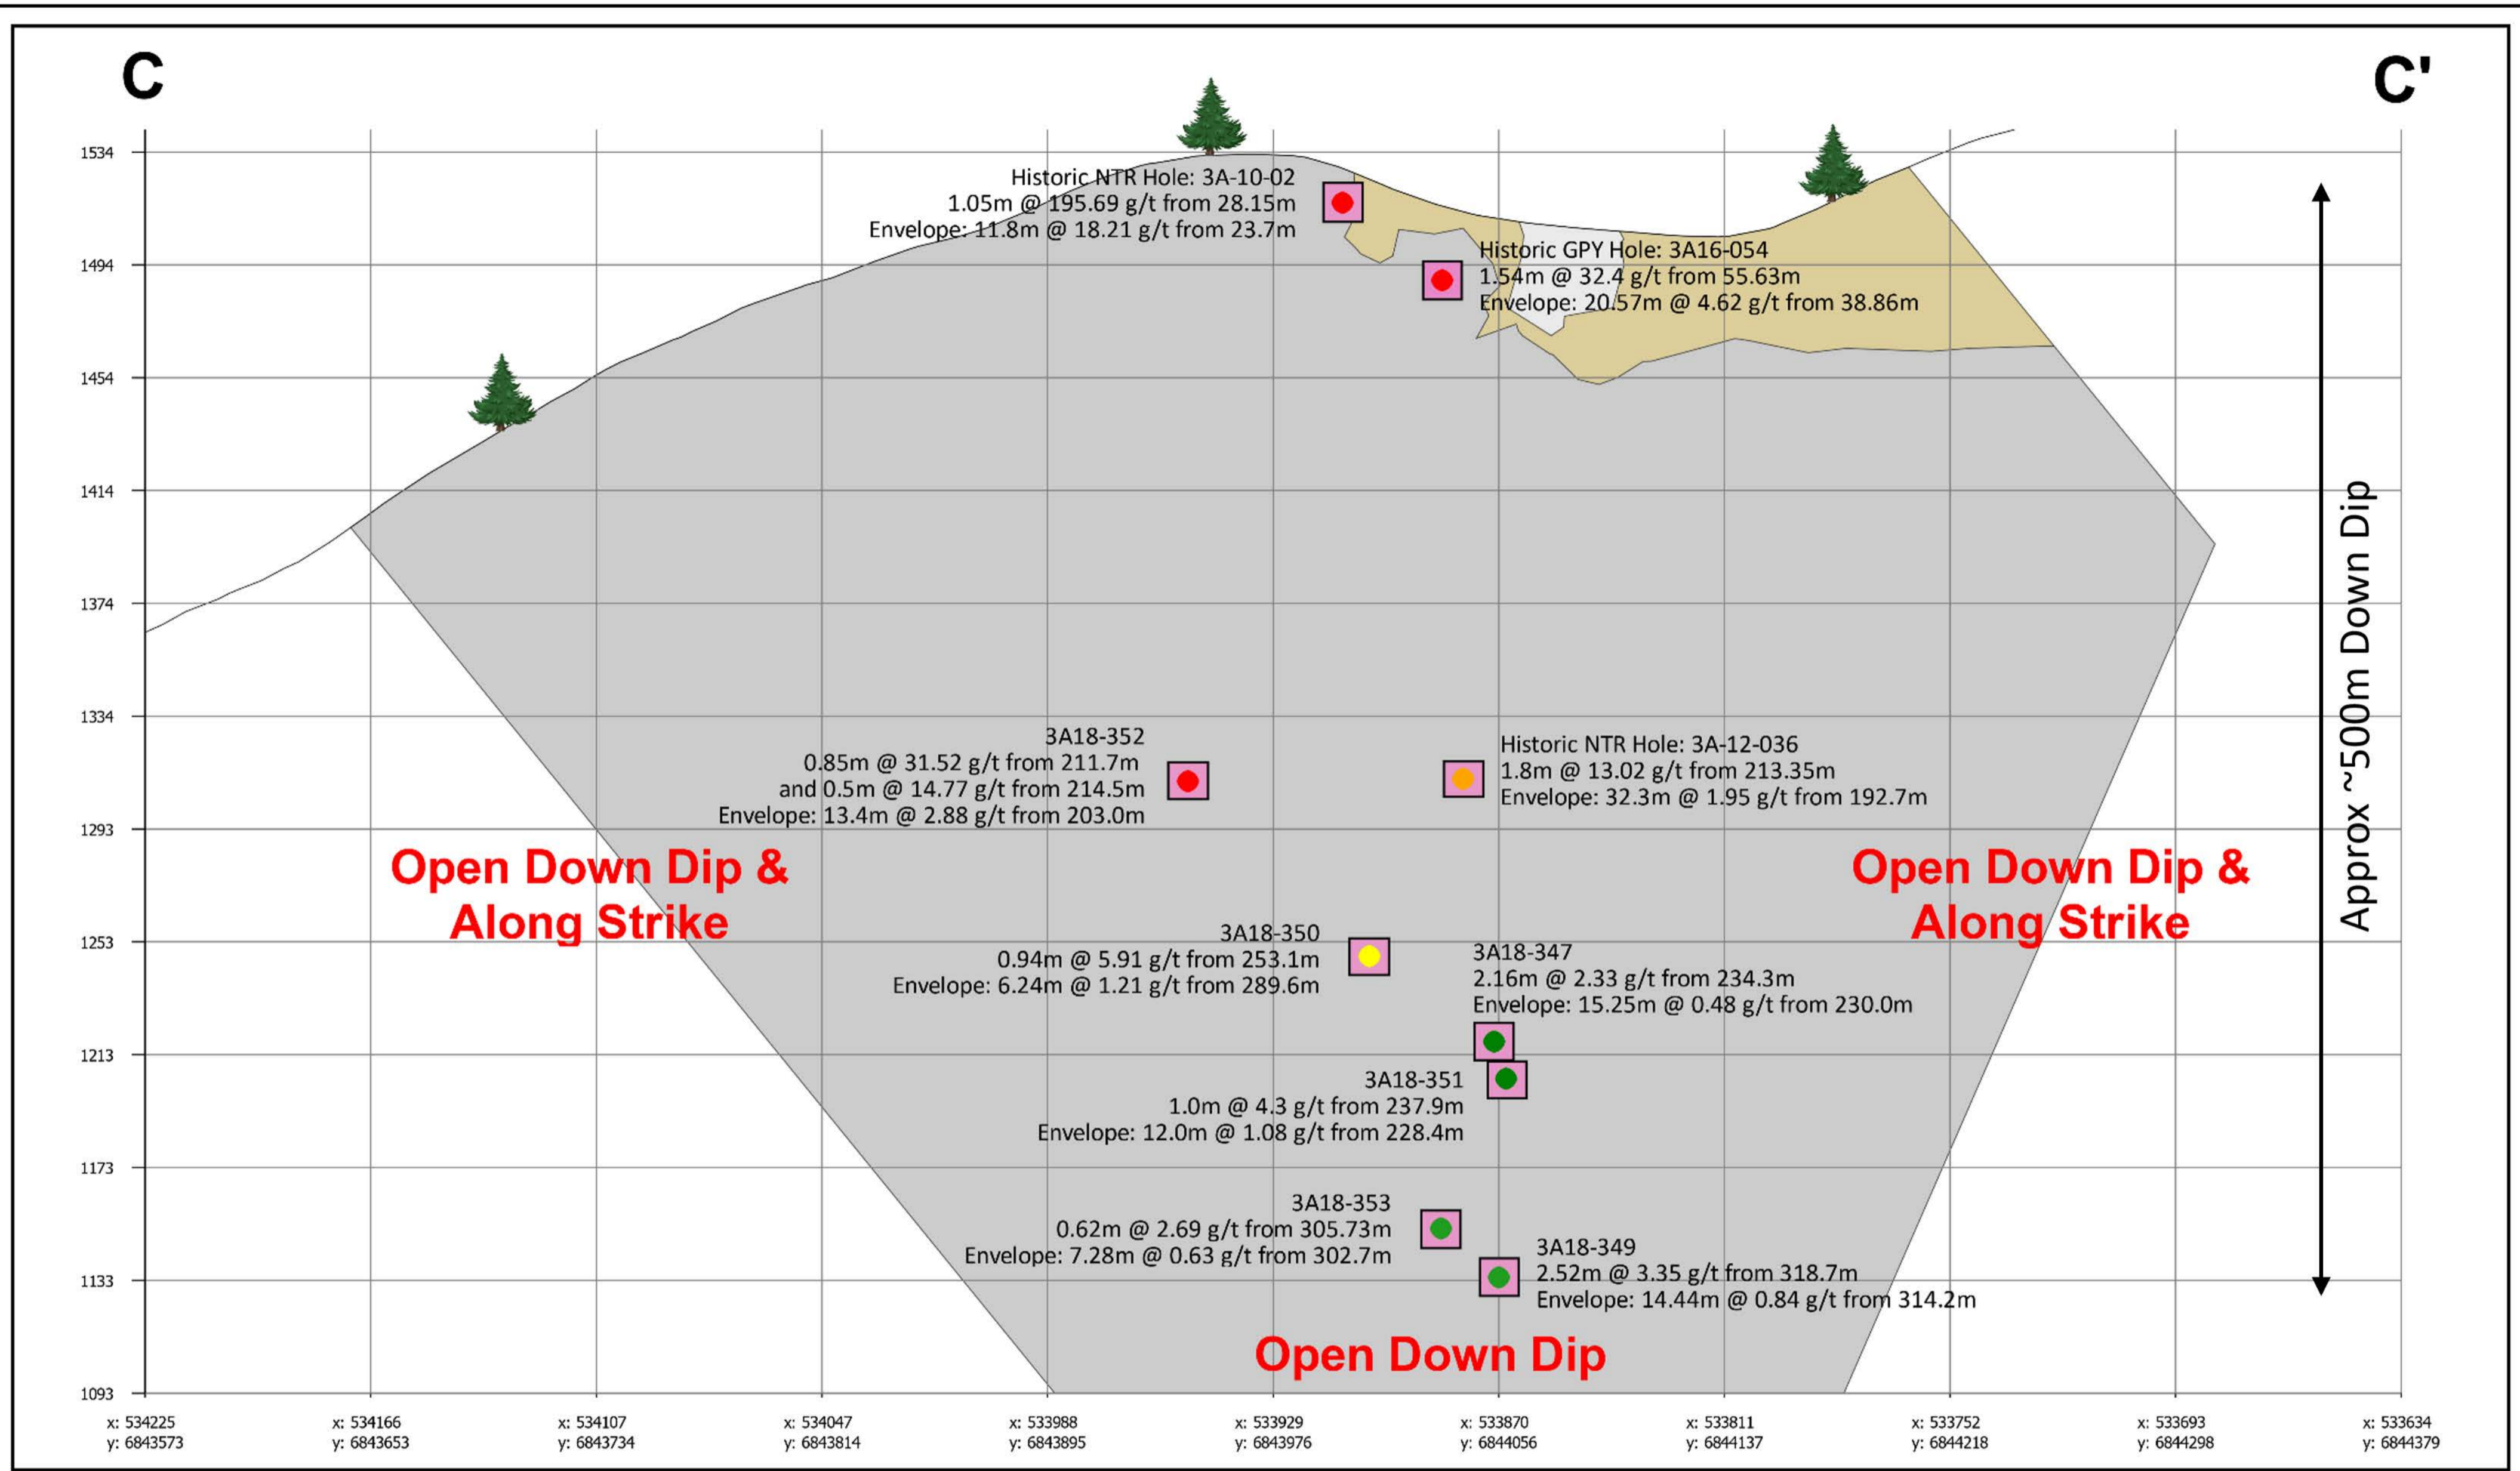 C
C'
1534
1494
1454
1414
1374
1334
1293
1253
1213
1173
1133
1093
Historic NTR Hole: 3A-10-02
1.05m @ 195.69 g/t from 28.15m
Envelope: 11.8m @ 18.21 g/t from 23.7m
Historic GPY Hole: 3A16-054
1.54m @ 32.4 g/t from 55.63m
Envelope: 20.57m @ 4.62 g/t from 38.86m
3A18-352
0.85m @ 31.52 g/t from 211.7m
and 0.5m @ 14.77 g/t from 214.5m
Envelope: 13.4m @ 2.88 g/t from 203.0m
Historic NTR Hole: 3A-12-036
1.8m @ 13.02 g/t from 213.35m
Envelope: 32.3m @ 1.95 g/t from 192.7m
Open Down Dip &
Along Strike
Open Down Dip &
Along Strike
Approx ~500m Down Dip
3A18-350
0.94m @ 5.91 g/t from 253.1m
Envelope: 6.24m @ 1.21 g/t from 289.6m
3A18-347
2.16m @ 2.33 g/t from 234.3m
Envelope: 15.25m @ 0.48 g/t from 230.0m
3A18-351
1.0m @ 4.3 g/t from 237.9m
Envelope: 12.0m @ 1.08 g/t from 228.4m
3A18-353
0.62m @ 2.69 g/t from 305.73m
Envelope: 7.28m @ 0.63 g/t from 302.7m
3A18-349
2.52m @ 3.35 g/t from 318.7m
Envelope: 14.44m @ 0.84 g/t from 314.2m
Open Down Dip
x: 534225
y: 6843573
x: 534166
y: 6843653
x: 534107
y: 6843734
x: 534047
y: 6843814
x: 533988
y: 6843895
x: 533929
y: 6843976
x: 533870
y: 6844056
x: 533811
y: 6844137
x: 533752
y: 6844218
x: 533693
y: 6844298
x: 533634
y: 6844379